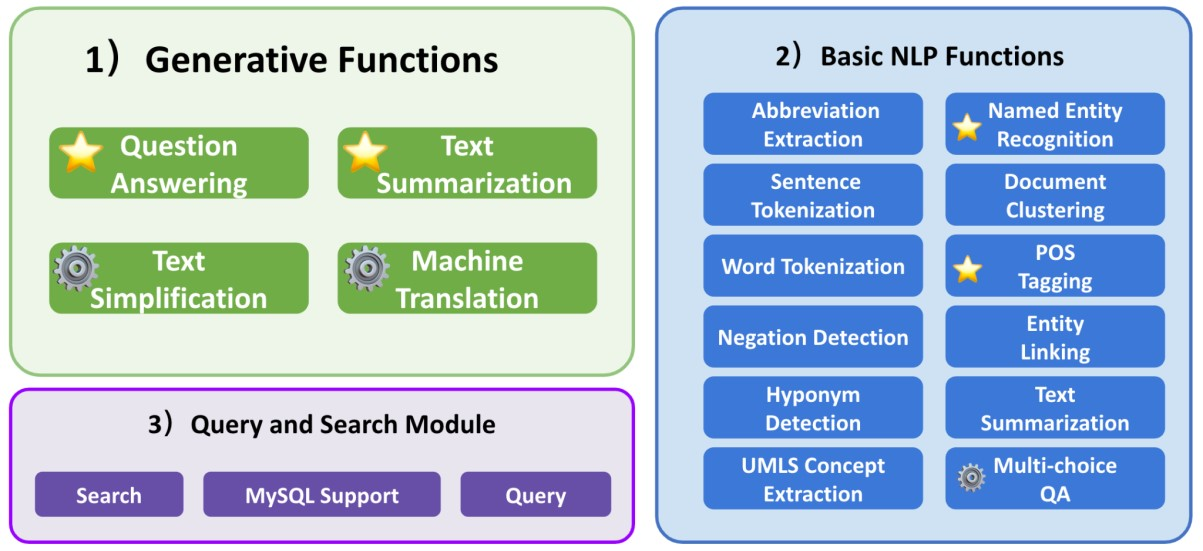 1) Generative Functions
Question
Answering
Text
Summarization
Text
Simplification
Machine
Translation
3) Query and Search Module
Search
MySQL Support
Query
2) Basic NLP Functions
Abbreviation
Extraction
Named Entity
Recognition
Sentence
Tokenization
Document
Clustering
Word Tokenization
POS
Tagging
Negation Detection
Entity
Linking
Hyponym
Detection
Text
Summarization
UMLS Concept
Extraction
Multi-choice
QA